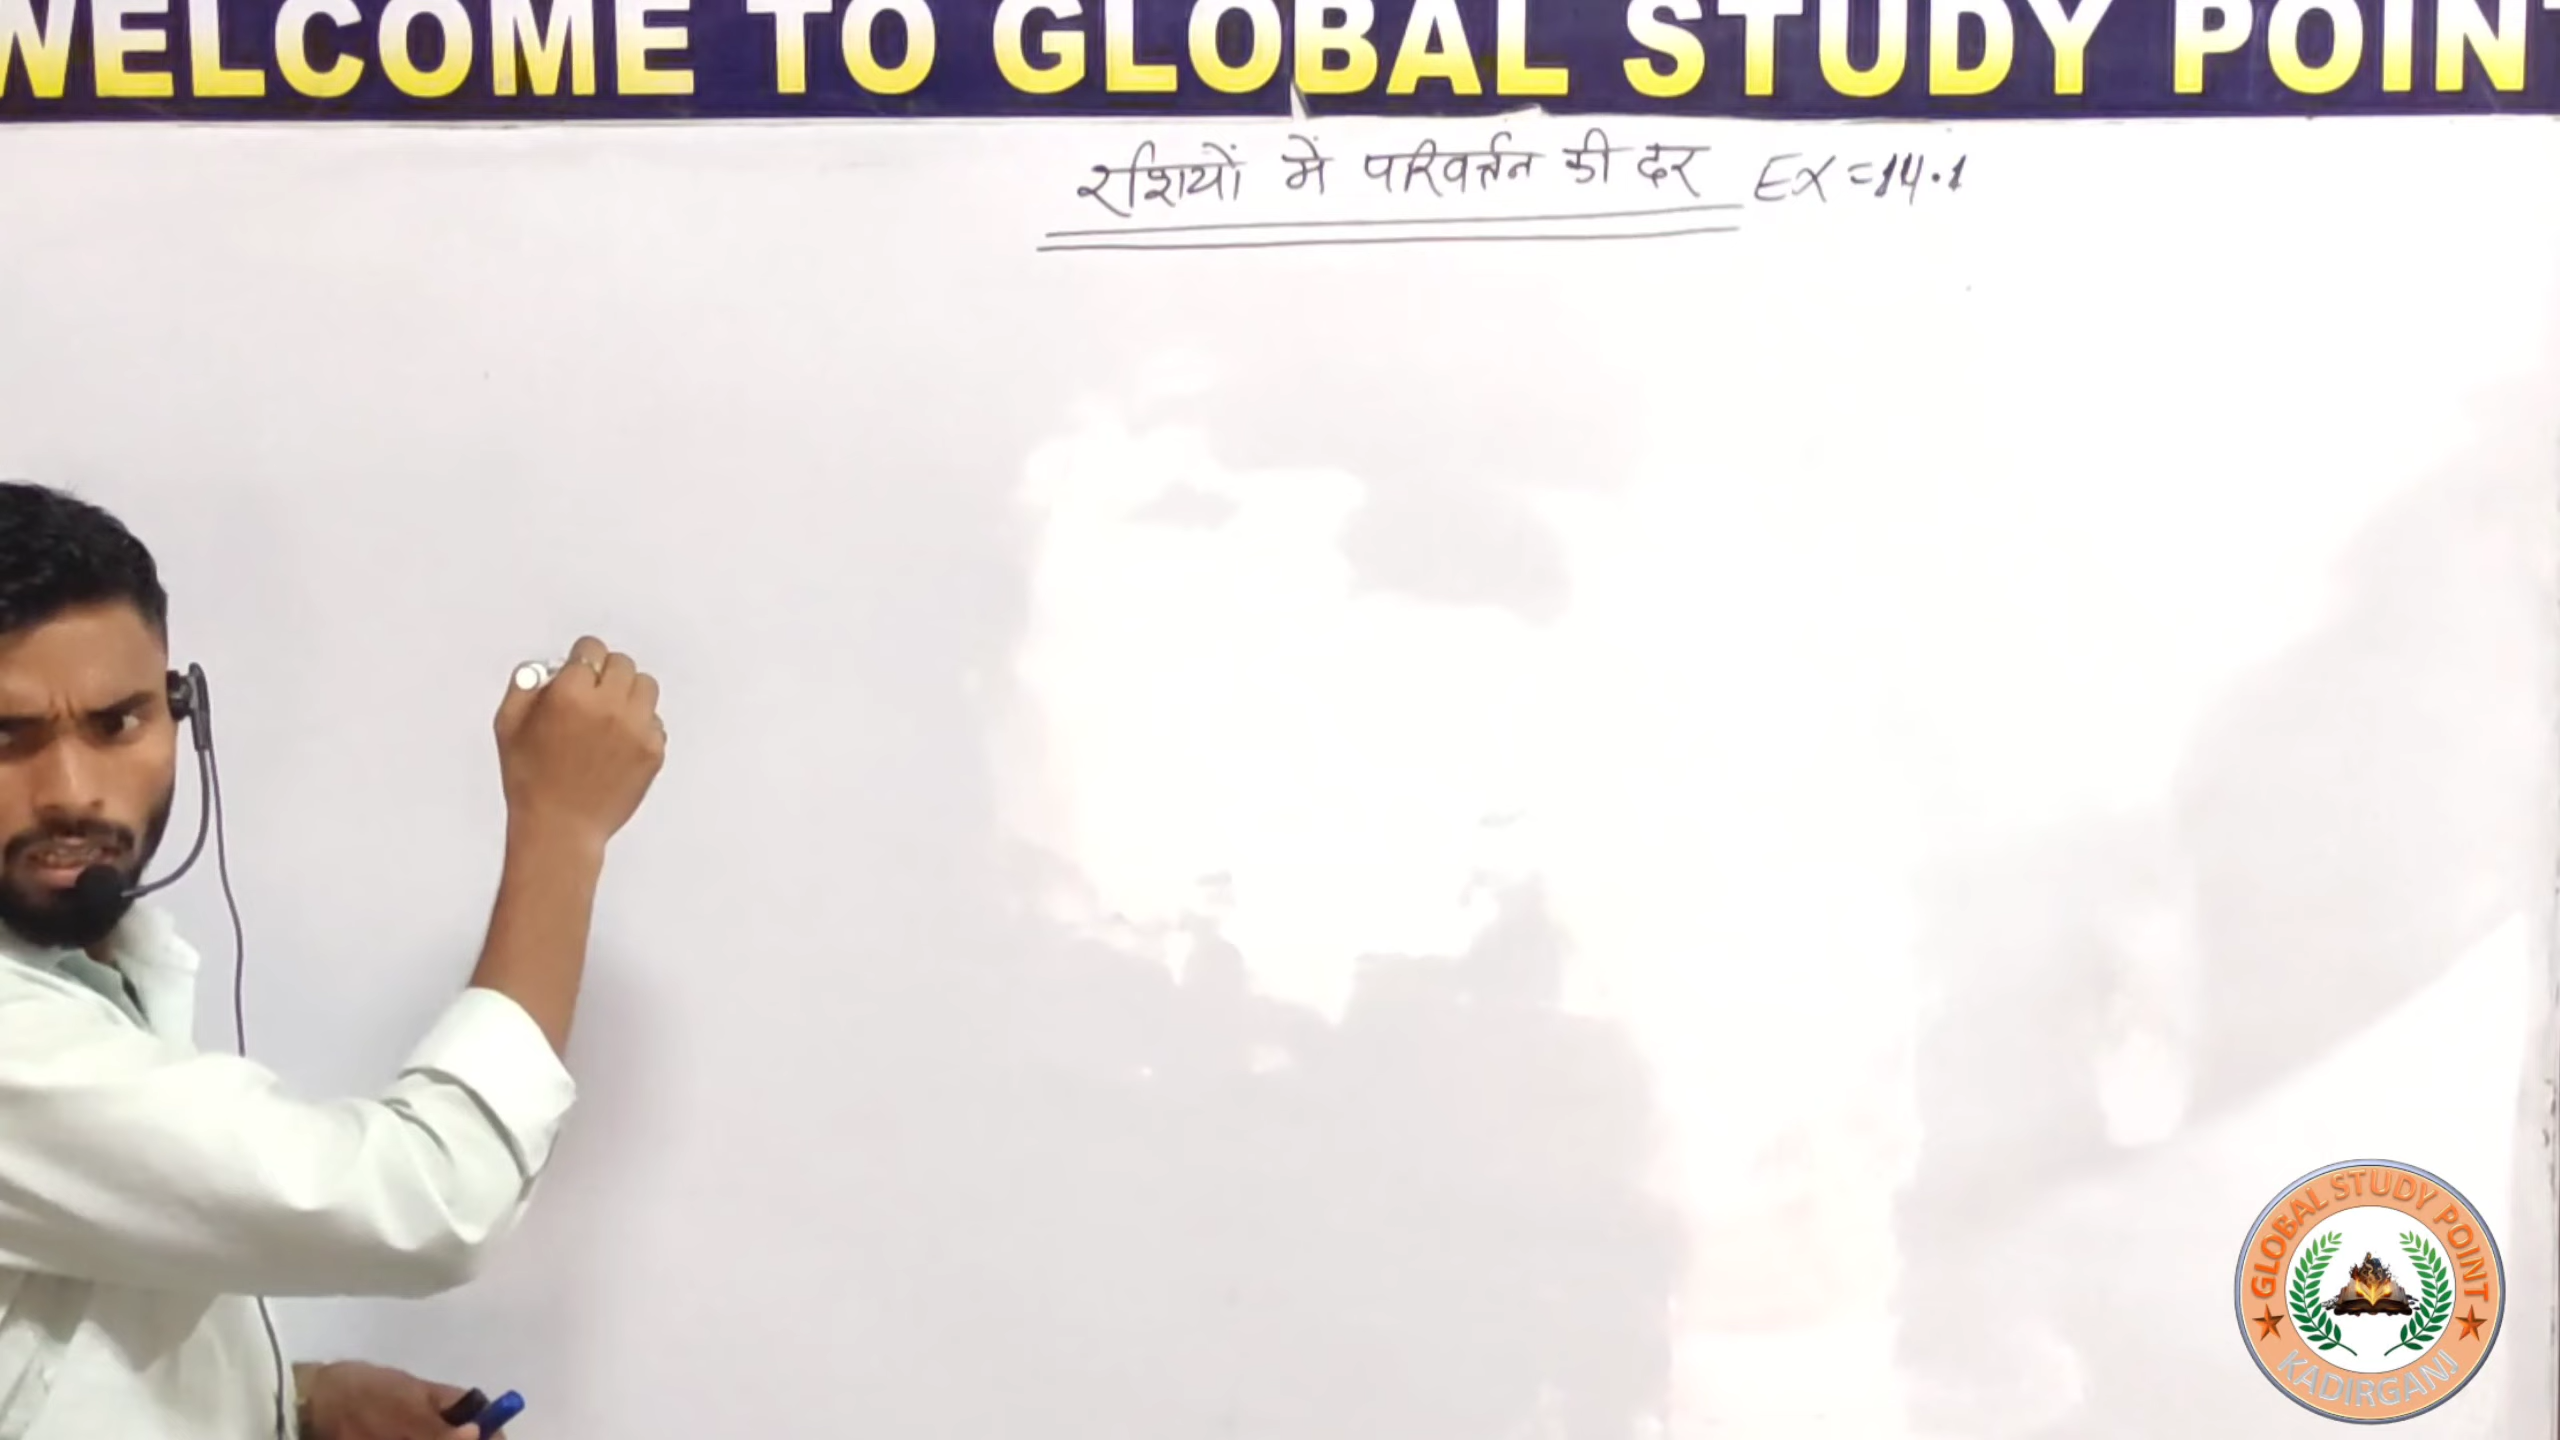 WELCOME TO GLOBAL STUDY POINT
रशियों में परिवर्त्तन की दर EX = 14.1
GLOBAL STUDY POINT
KADIRGANJ